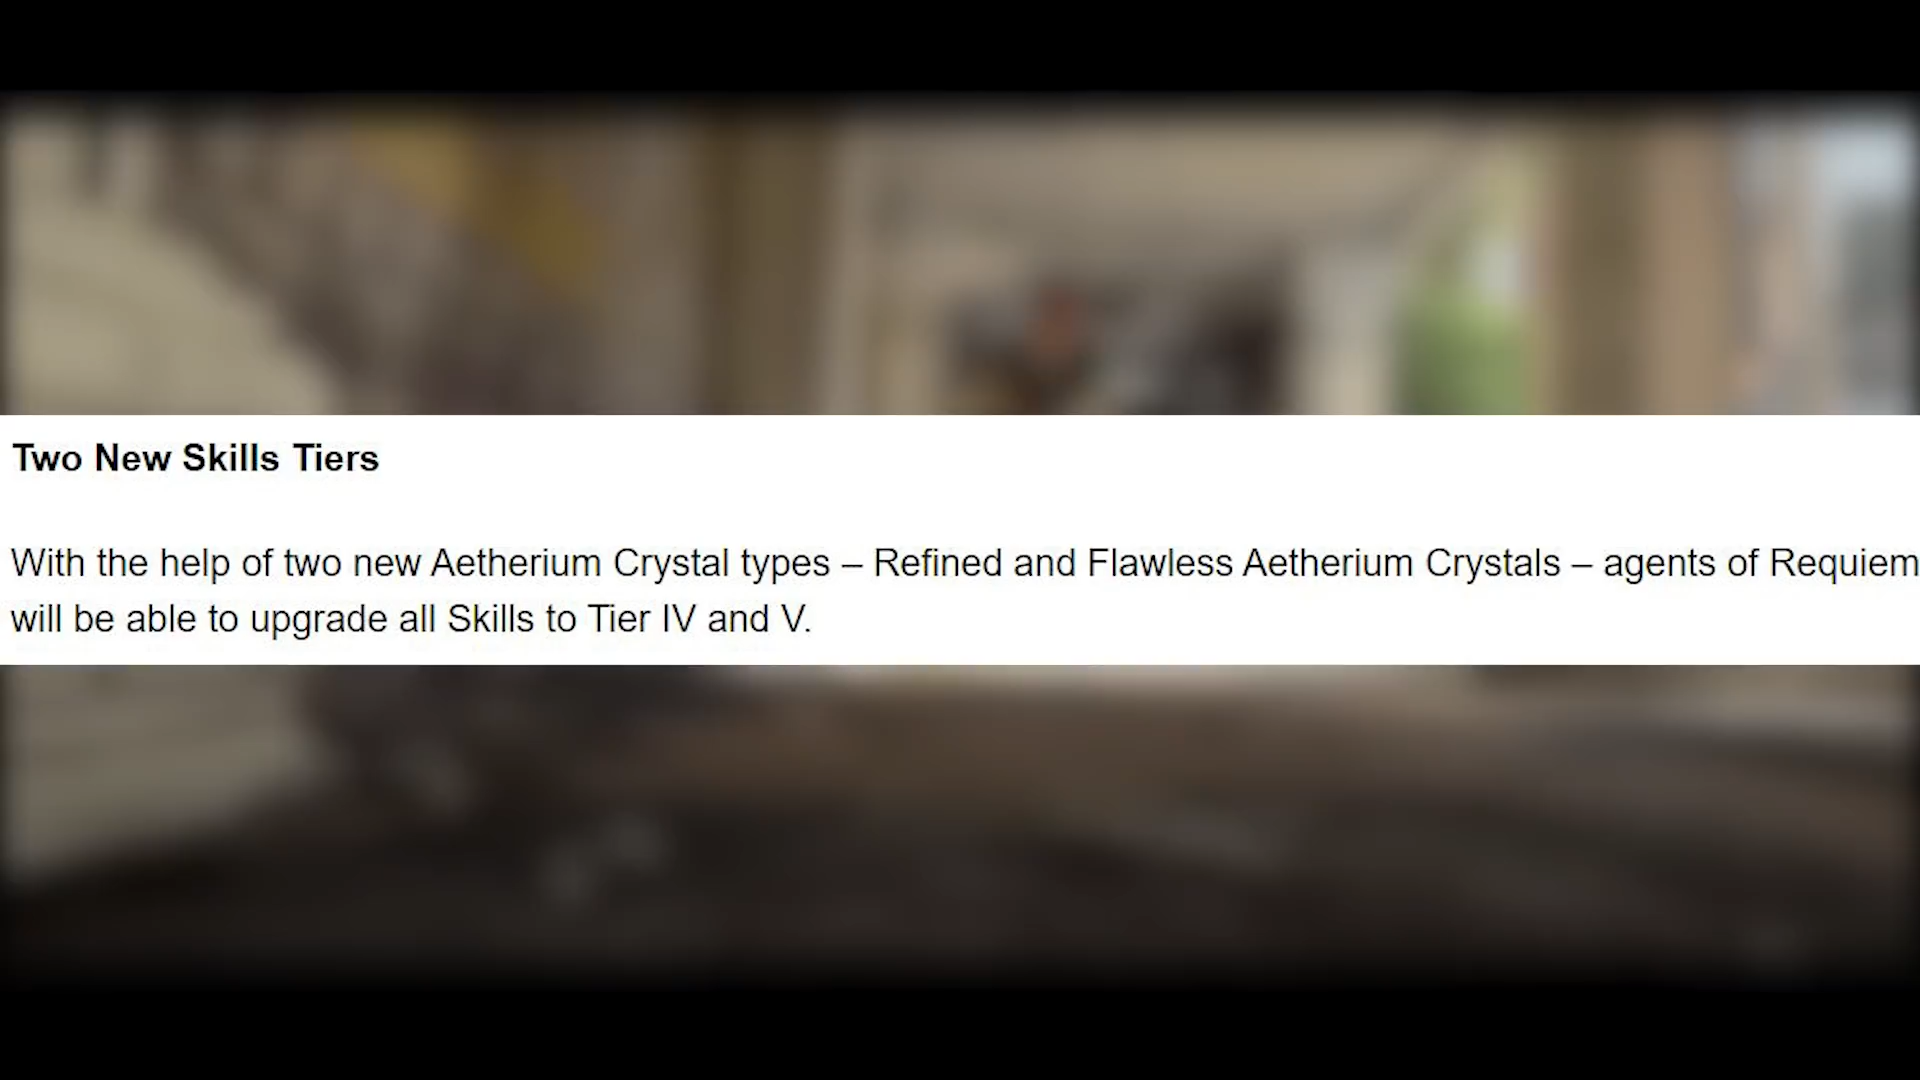 Two New Skills Tiers
With the help of two new Aetherium Crystal types – Refined and Flawless Aetherium Crystals – agents of Requiem
will be able to upgrade all Skills to Tier IV and V.